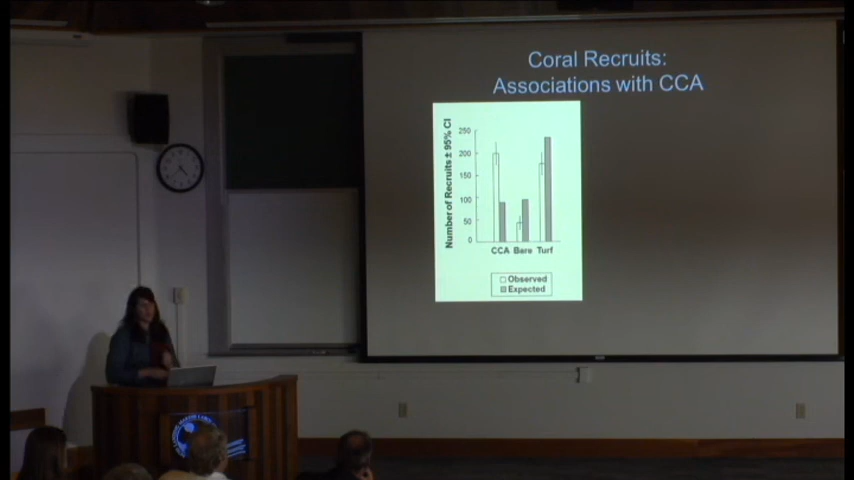 Coral Recruits:
Associations with CCA
Number of Recruits ± 95% CI
250
200
150
100
50
0
CCA Bare Turf
Observed
Expected